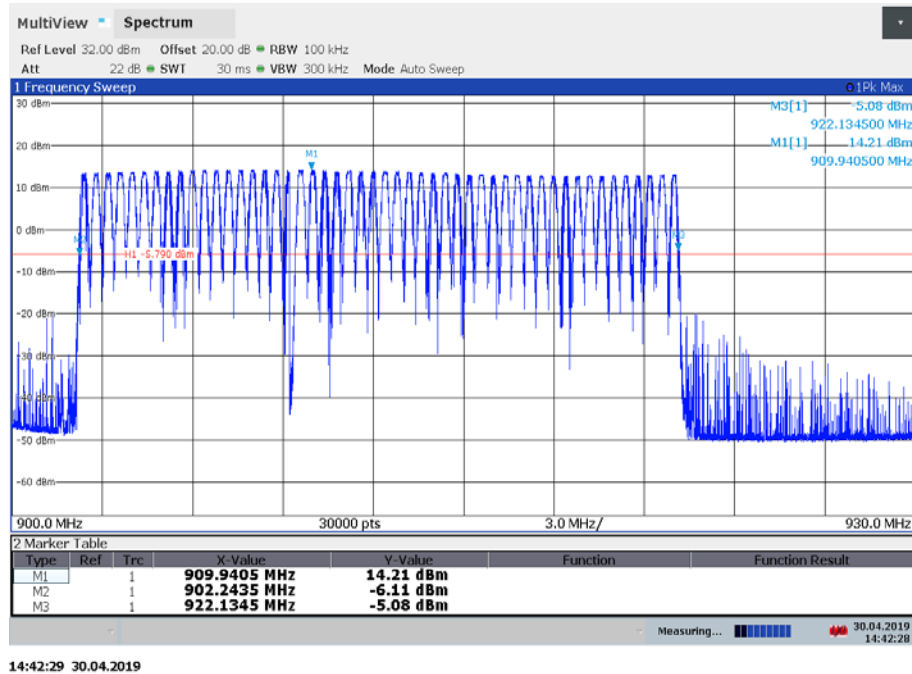 MultiView Spectrum
Ref Level 32.00 dBm Offset 20.00 dB RBW 100 kHz
Att 22 dB SWT 30 ms VBW 300 kHz Mode Auto Sweep
1 Frequency Sweep 1Pk Max
30 dBm
M3[1] -5.08 dBm
922.134500 MHz
20 dBm
M1[1] 14.21 dBm
M1
909.940500 MHz
10 dBm
0 dBm
H1 -5.790 dBm
-10 dBm
-20 dBm
-30 dBm
-40 dBm
-50 dBm
-60 dBm
900.0 MHz 30000 pts 3.0 MHz/ 930.0 MHz
2 Marker Table
Type Ref Trc X-Value Y-Value Function Function Result
M1 1 909.9405 MHz 14.21 dBm
M2 1 902.2435 MHz -6.11 dBm
M3 1 922.1345 MHz -5.08 dBm
Measuring... 30.04.2019
14:42:28
14:42:29 30.04.2019